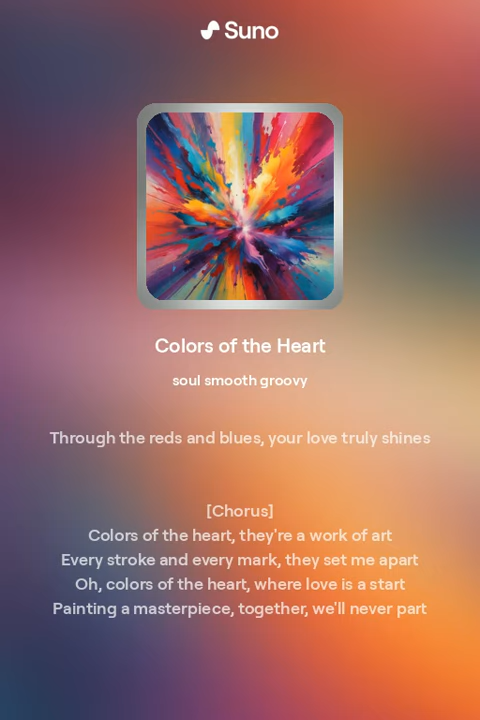 Suno
Colors of the Heart
soul smooth groovy
Through the reds and blues, your love truly shines
[Chorus]
Colors of the heart, they're a work of art
Every stroke and every mark, they set me apart
Oh, colors of the heart, where love is a start
Painting a masterpiece, together, we'll never part